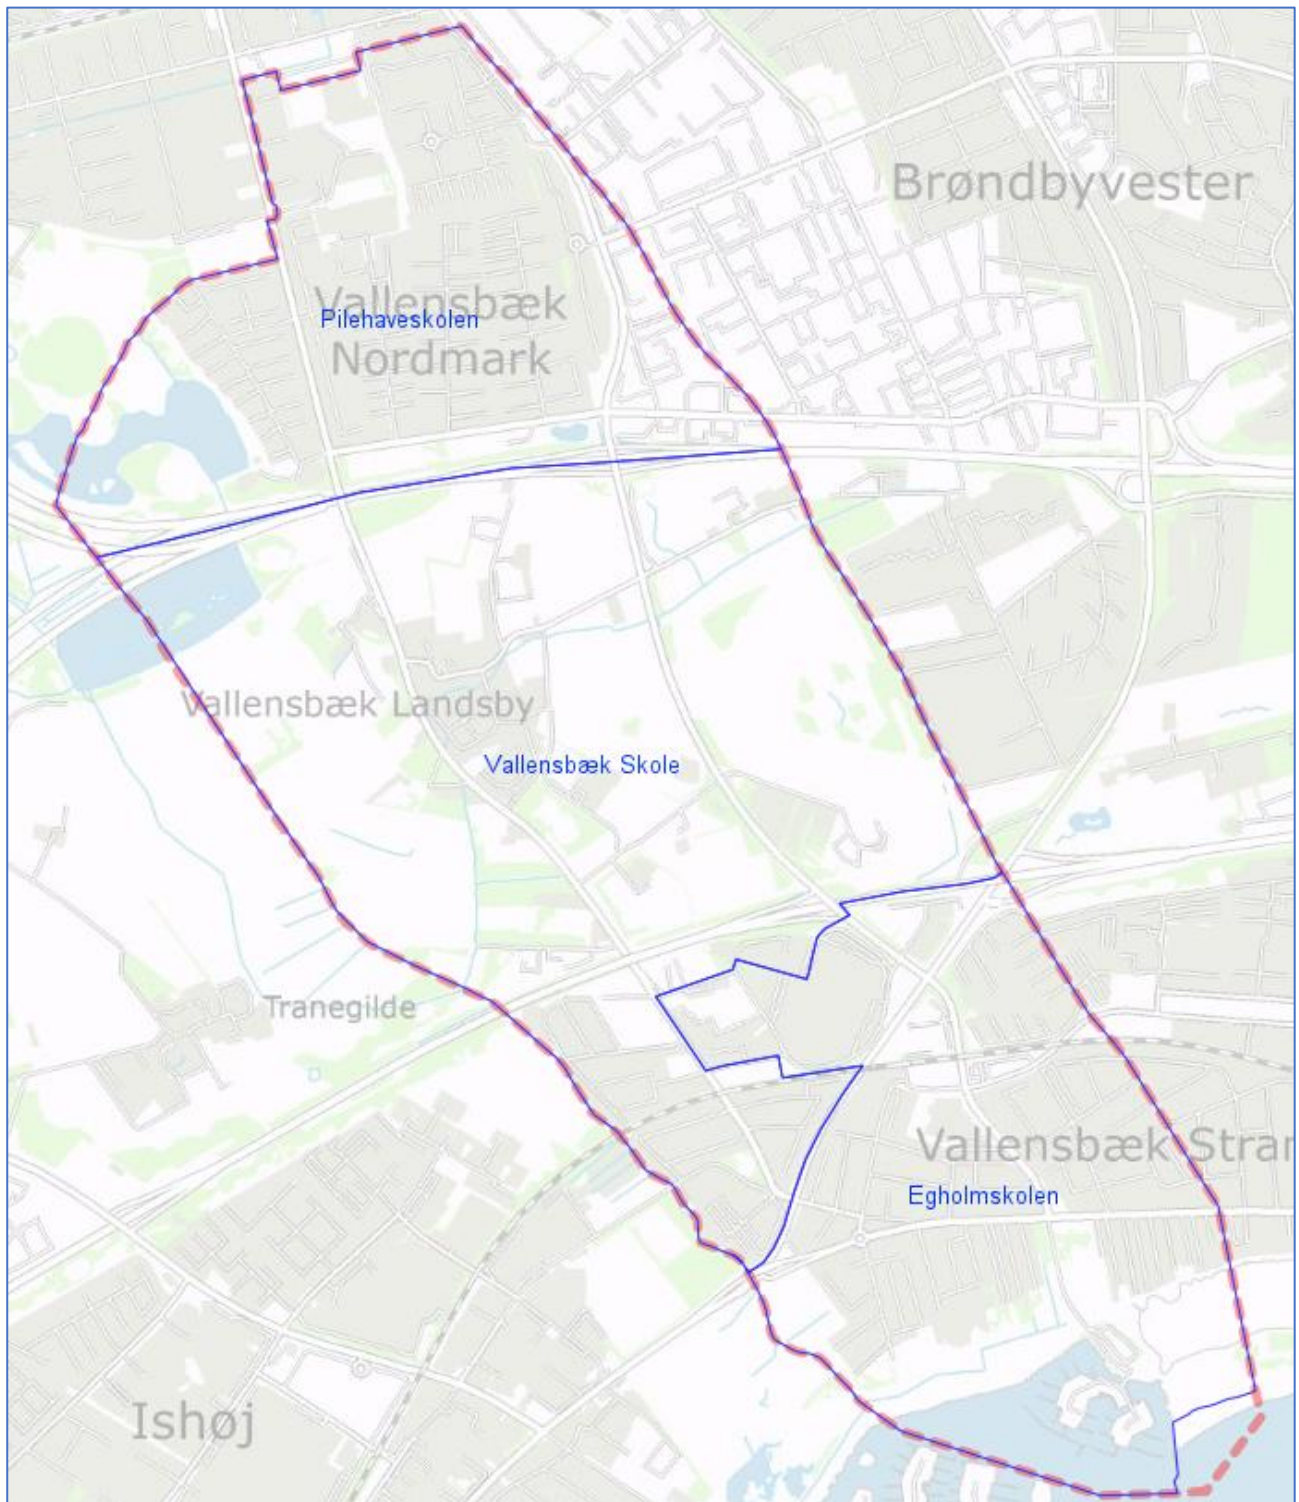 Brøndbyvester
Vallensbæk
Pilehaveskolen
Nordmark
Vallensbæk Landsby
Vallensbæk Skole
Tranegilde
Vallensbæk Stran
Egholmskolen
Ishøj